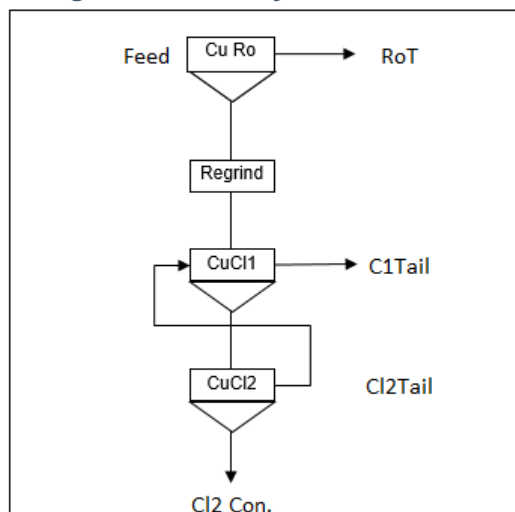 Feed
Cu Ro
RoT
Regrind
CuCl1
C1Tail
CuCl2
Cl2Tail
Cl2 Con.